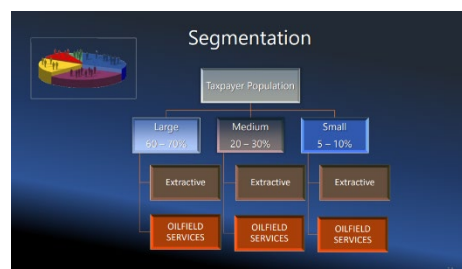 Segmentation
Taxpayer Population
Large
60 – 70%
Medium
20 – 30%
Small
5 – 10%
Extractive
Extractive
Extractive
OILFIELD
SERVICES
OILFIELD
SERVICES
OILFIELD
SERVICES